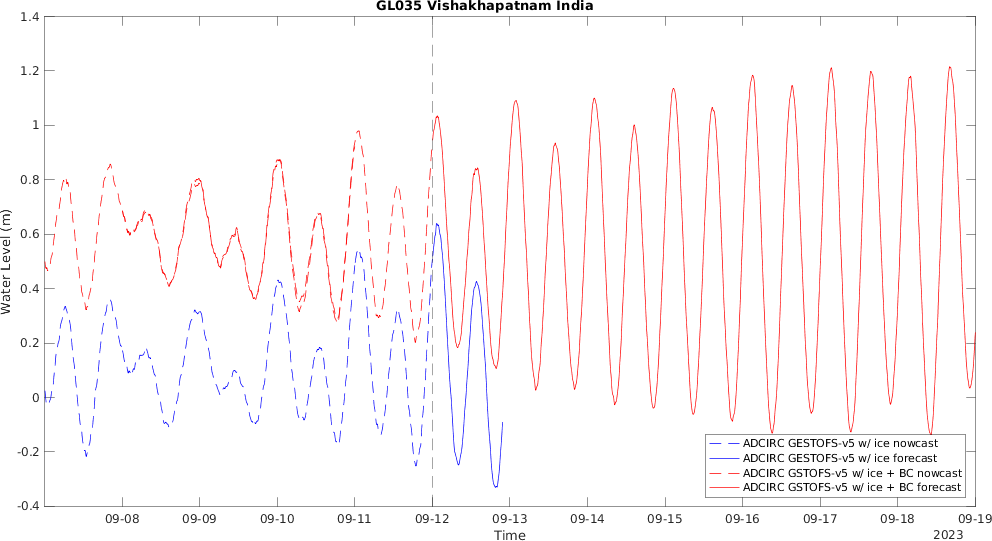 GL035 Vishakhapatnam India
1.4
1.2
1
0.8
0.6
0.4
0.2
0
-0.2
-0.4
Water Level (m)
ADCIRC GESTOFS-v5 w/ ice nowcast
ADCIRC GESTOFS-v5 w/ ice forecast
ADCIRC GSTOFS-v5 w/ ice + BC nowcast
ADCIRC GSTOFS-v5 w/ ice + BC forecast
09-08 09-09 09-10 09-11 09-12 09-13 09-14 09-15 09-16 09-17 09-18 09-19
Time
2023